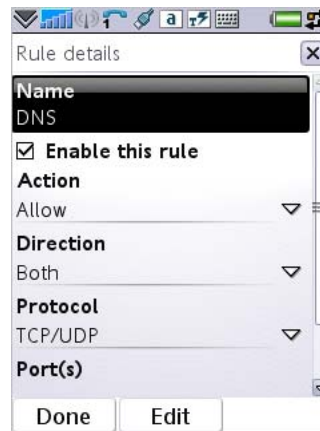 a
Rule details
Name
DNS
Enable this rule
Action
Allow
Direction
Both
Protocol
TCP/UDP
Port(s)
Done
Edit